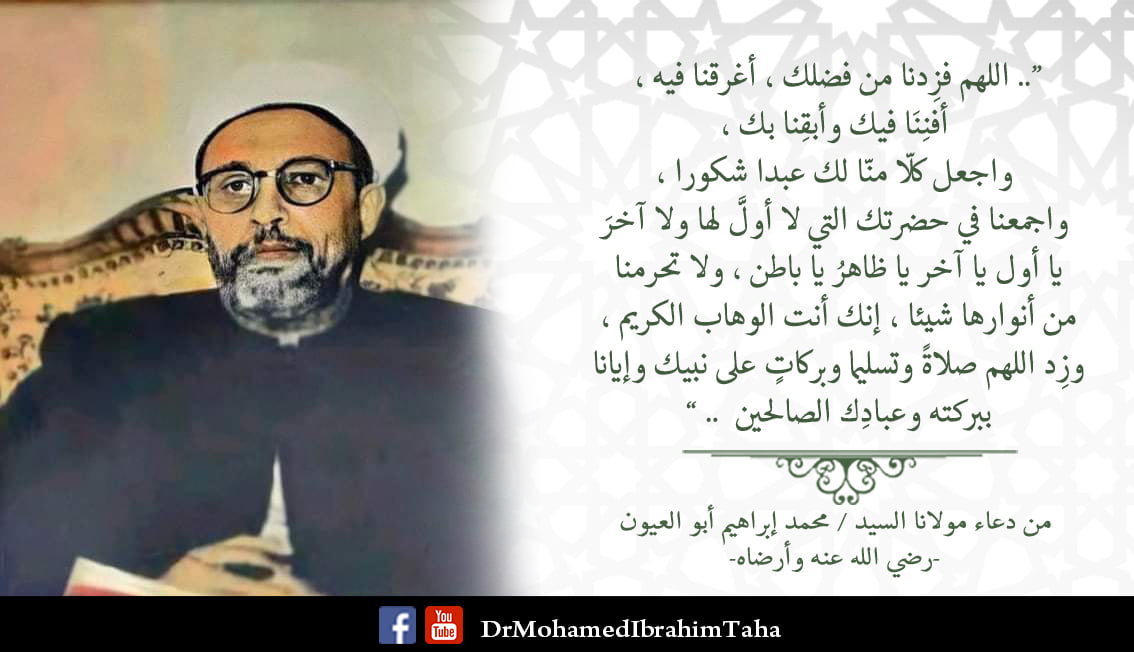 ”.. اللهم فزِدنا من فضلك ، أغرقنا فيه ،
أفنِنَا فيك وأبقِنا بك ،
واجعل كلّا منّا لك عبدا شكورا ،
واجمعنا في حضرتك التي لا أولَّ لها ولا آخرَ
يا أول يا آخر يا ظاهرُ يا باطن ، ولا تحرمنا
من أنوارها شيئا ، إنك أنت الوهاب الكريم ،
وزِد اللهم صلاةً وتسليما وبركاتٍ على نبيك وإيانا
ببركته وعبادِك الصالحين .. “
من دعاء مولانا السيد / محمد إبراهيم أبو العيون
-رضي الله عنه وأرضاه-
f You Tube DrMohamedIbrahimTaha